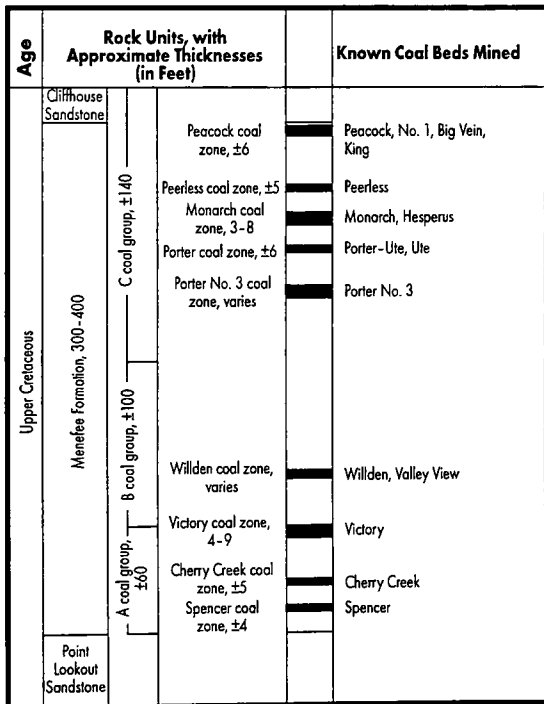 Age
Rock Units, with
Approximate Thicknesses
(in Feet)
Known Coal Beds Mined
Upper Cretaceous
Cliffhouse
Sandstone
Menefee Formation, 300-400
Point
Lookout
Sandstone
C coal group, ±140
B coal group, ±100
A coal group,
±60
Peacock coal
zone, ±6
Peacock, No. 1, Big Vein,
King
Peerless coal zone, ±5
Peerless
Monarch coal
zone, 3-8
Monarch, Hesperus
Porter coal zone, ±6
Porter-Ute, Ute
Porter No. 3 coal
zone, varies
Porter No. 3
Willden coal zone,
varies
Willden, Valley View
Victory coal zone,
4-9
Victory
Cherry Creek coal
zone, ±5
Cherry Creek
Spencer coal
zone, ±4
Spencer